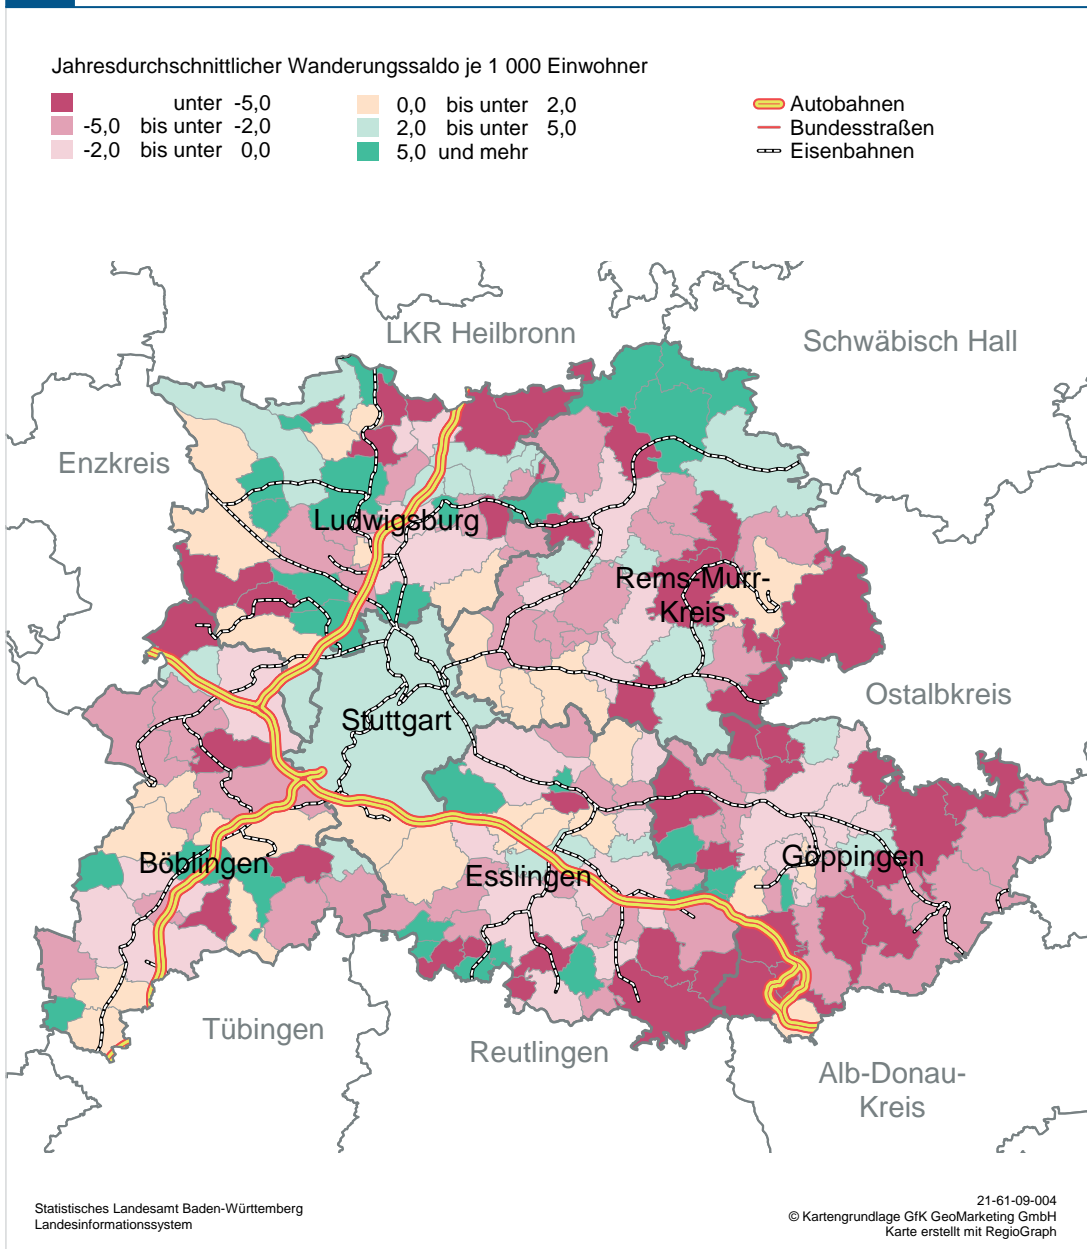 Jahresdurchschnittlicher Wanderungssaldo je 1 000 Einwohner
unter -5,0
-5,0 bis unter -2,0
-2,0 bis unter 0,0
0,0 bis unter 2,0
2,0 bis unter 5,0
5,0 und mehr
Autobahnen
Bundesstraßen
Eisenbahnen
LKR Heilbronn
Schwäbisch Hall
Enzkreis
Ludwigsburg
Rems-Murr-
Kreis
Ostalbkreis
Stuttgart
Böblingen
Esslingen
Göppingen
Tübingen
Reutlingen
Alb-Donau-
Kreis
Statistisches Landesamt Baden-Württemberg
Landesinformationssystem
21-61-09-004
© Kartengrundlage GfK GeoMarketing GmbH
Karte erstellt mit RegioGraph